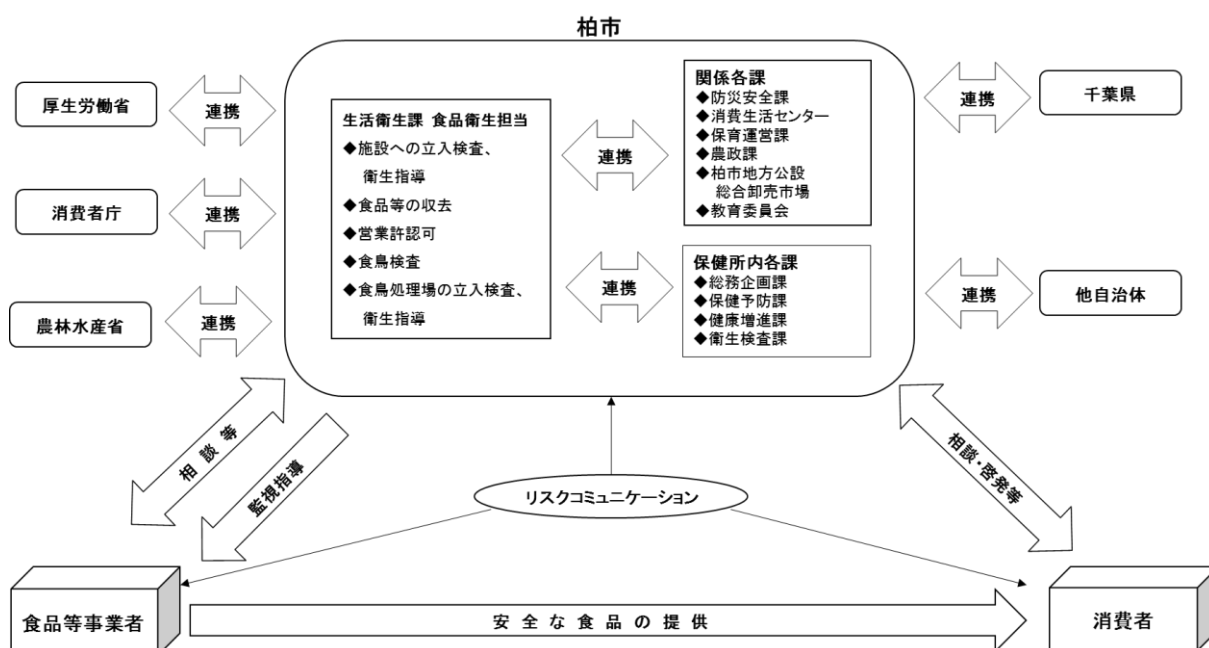 柏市
厚生労働省
連携
消費者庁
連携
農林水産省
連携
生活衛生課 食品衛生担当
◆施設への立入検査、
衛生指導
◆食品等の収去
◆営業許認可
◆食鳥検査
◆食鳥処理場の立入検査、
衛生指導
連携
連携
関係各課
◆防災安全課
◆消費生活センター
◆保育運営課
◆農政課
◆柏市地方公設
総合卸売市場
◆教育委員会
保健所内各課
◆総務企画課
◆保健予防課
◆健康増進課
◆衛生検査課
連携
千葉県
連携
他自治体
相談等
監視指導
リスクコミュニケーション
相談・啓発等
食品等事業者
安全な食品の提供
消費者